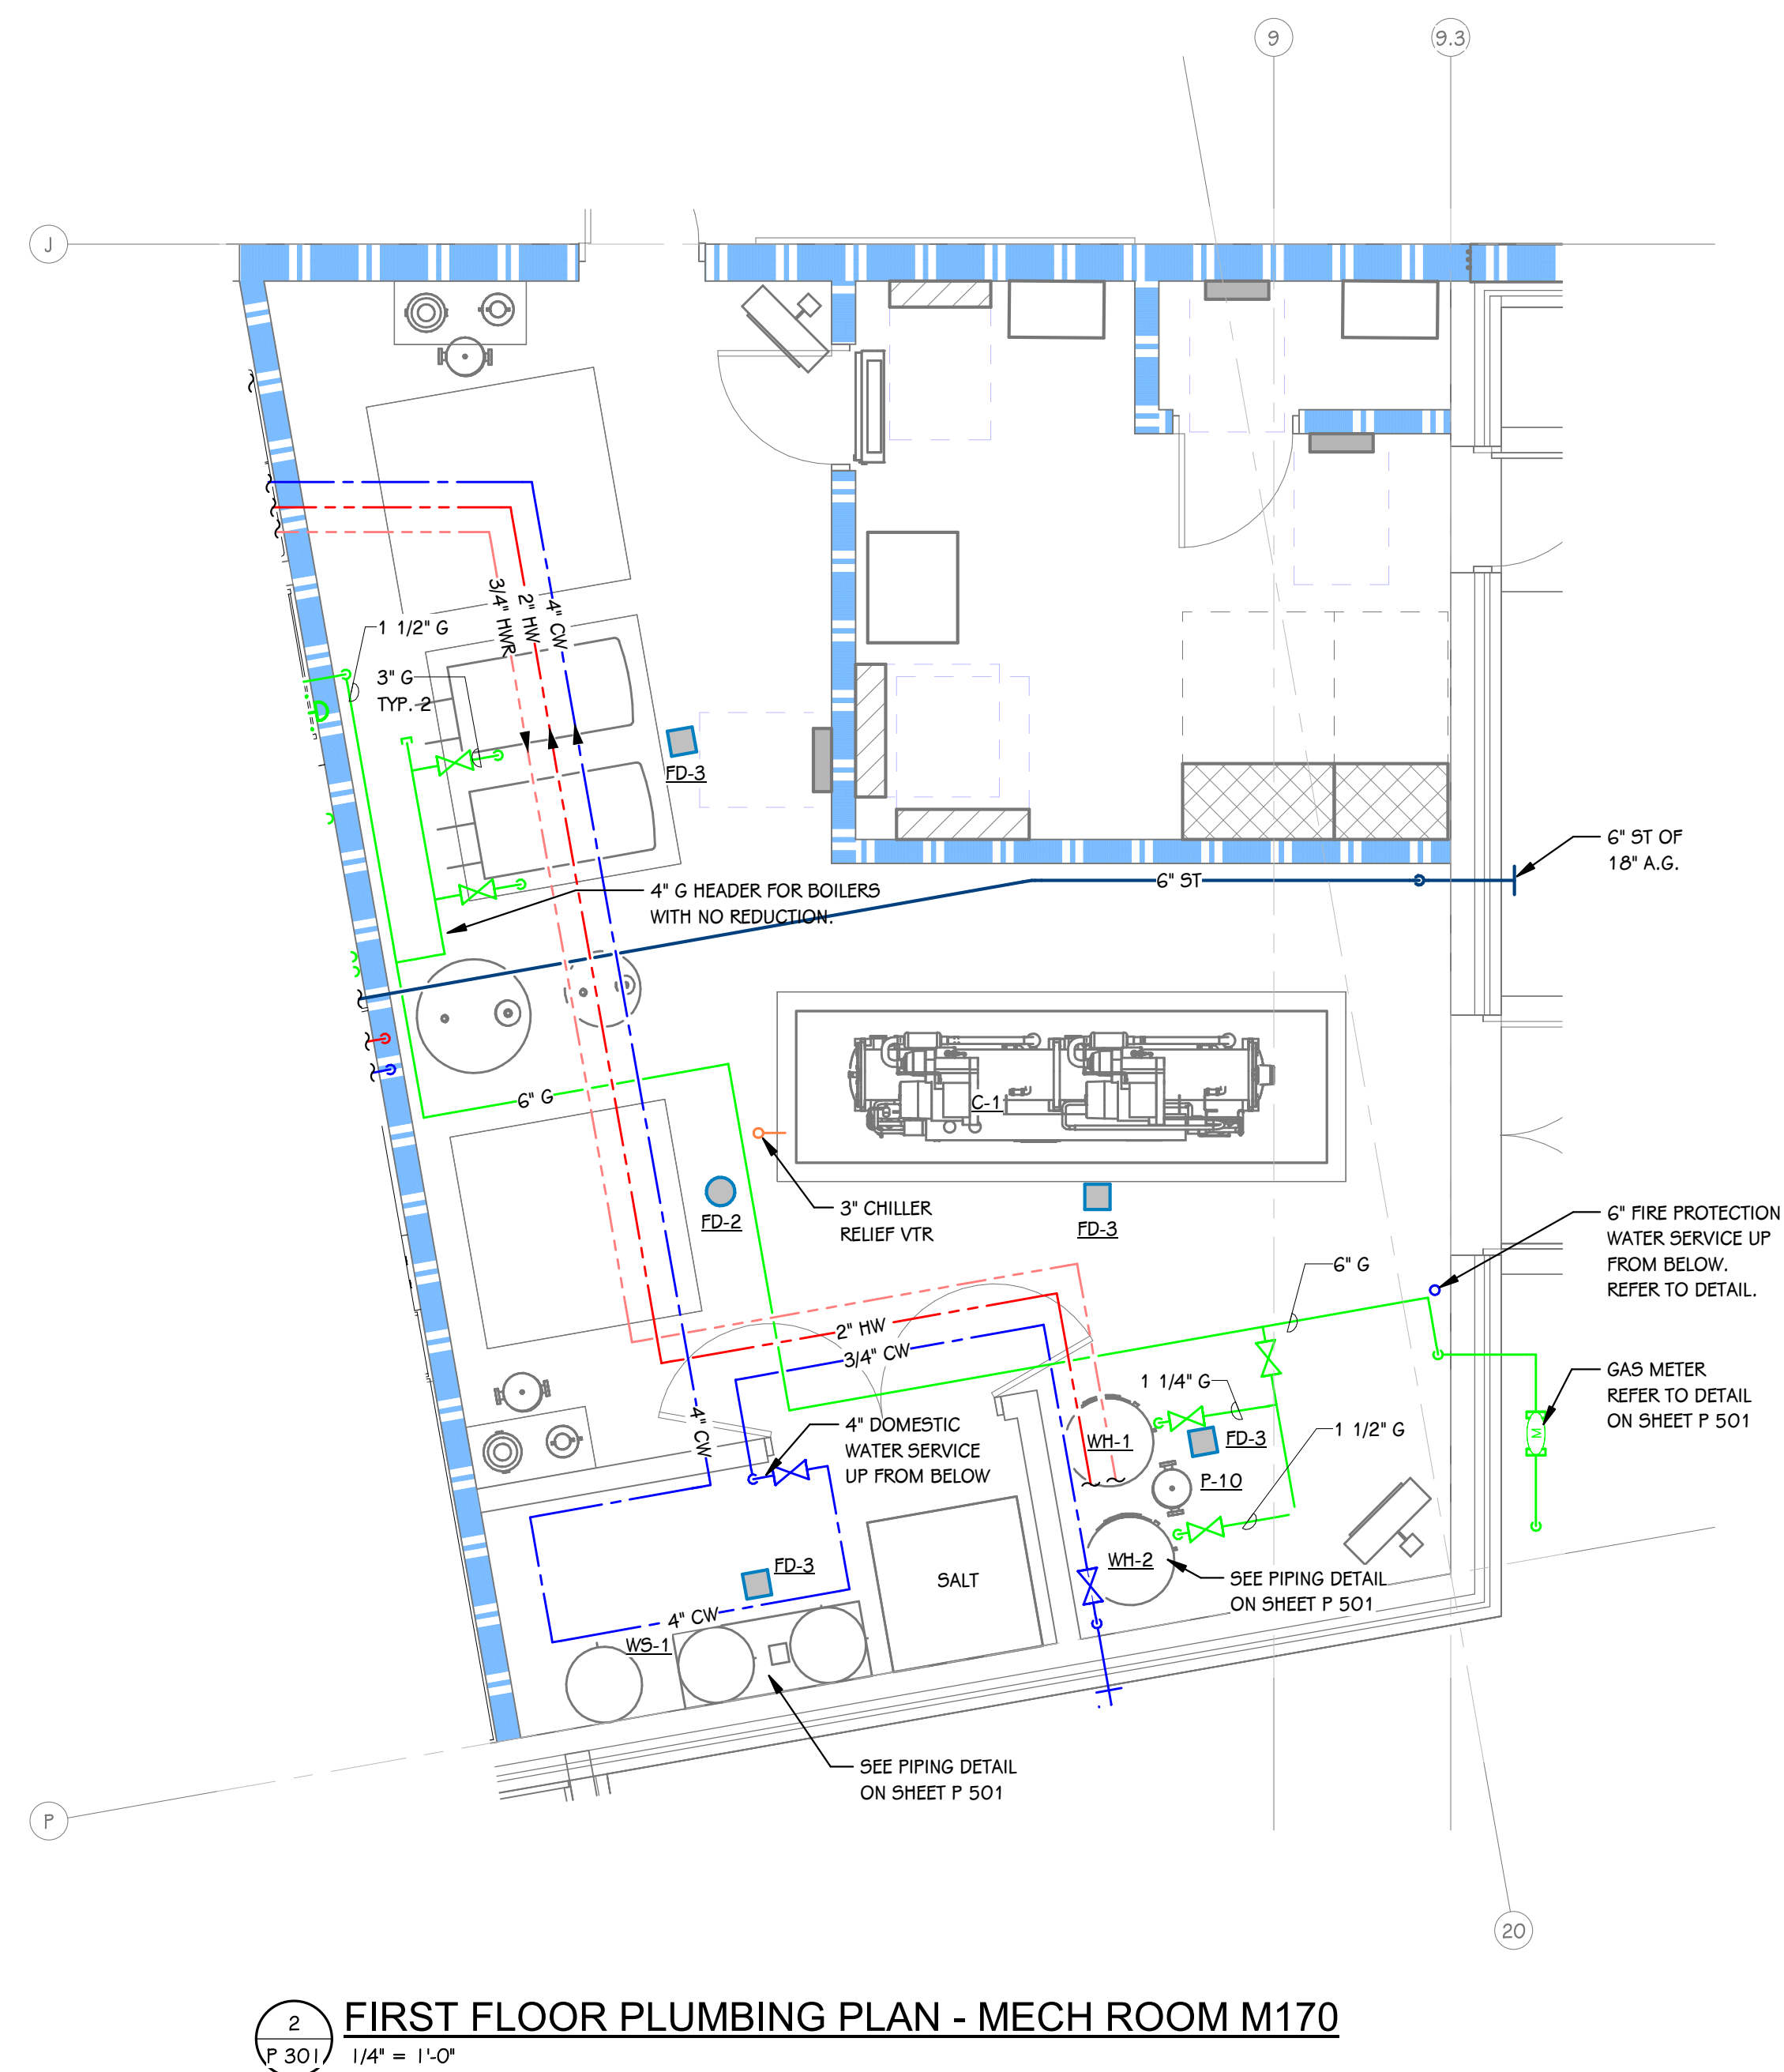 9
9.3
J
3/4" HWR
2" HW
4" CW
1 1/2" G
3" G
TYP. 2
FD-3
6" ST OF
18" A.G.
6" ST
4" G HEADER FOR BOILERS
WITH NO REDUCTION.
6" G
C-1
3" CHILLER
RELIEF VTR
FD-2
FD-3
6" FIRE PROTECTION
WATER SERVICE UP
FROM BELOW.
REFER TO DETAIL.
6" G
2" HW
3/4" CW
1 1/4" G
GAS METER
REFER TO DETAIL
ON SHEET P 501
M
4" CW
4" DOMESTIC
WATER SERVICE
UP FROM BELOW
WH-1
FD-3
1 1/2" G
P-10
WH-2
SEE PIPING DETAIL
ON SHEET P 501
FD-3
SALT
4" CW
WS-1
SEE PIPING DETAIL
ON SHEET P 501
P
20
2
P 301
FIRST FLOOR PLUMBING PLAN - MECH ROOM M170
1/4" = 1'-0"